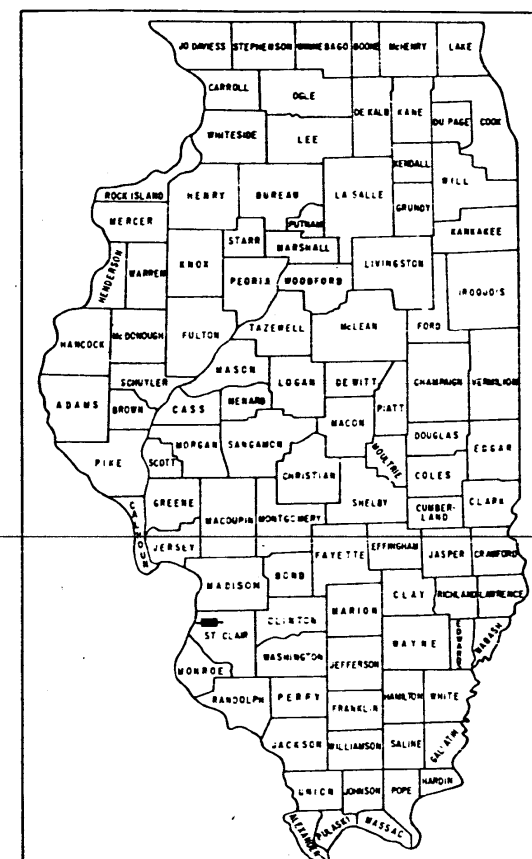 JO DAVIESS STEPHENSON WINNEBAGO BOONE McHENRY LAKE
CARROLL OGLE DE KALB KANE DU PAGE COOK
WHITESIDE LEE KENDALL WILL
ROCK ISLAND HENRY BUREAU LA SALLE GRUNDY
MERCER PUTNAM KANKAKEE
HENDERSON WARREN KNOX STARR MARSHALL LIVINGSTON
PEORIA WOODFORD IROQUOIS
HANCOCK McDONOUGH FULTON TAZEWELL McLEAN FORD
SCHUYLER MASON LOGAN DE WITT CHAMPAIGN VERMILION
ADAMS BROWN CASS MENARD PIATT
MACON
PIKE SCOTT MORGAN SANGAMON MOULTRIE DOUGLAS EDGAR
CHRISTIAN COLES
GREENE SHELBY CLARK
CALHOUN MACOUPIN MONTGOMERY CUMBER-
LAND
JERSEY FAYETTE EFFINGHAM JASPER CRAWFORD
MADISON BOND CLAY RICHLAND LAWRENCE
MARION
ST. CLAIR CLINTON WAYNE EDWARD WABASH
WASHINGTON JEFFERSON
MONROE
RANDOLPH PERRY HAMILTON WHITE
FRANKLIN
JACKSON WILLIAMSON SALINE GALLATIN
UNION JOHNSON POPE HARDIN
ALEXANDER PULASKI MASSAC